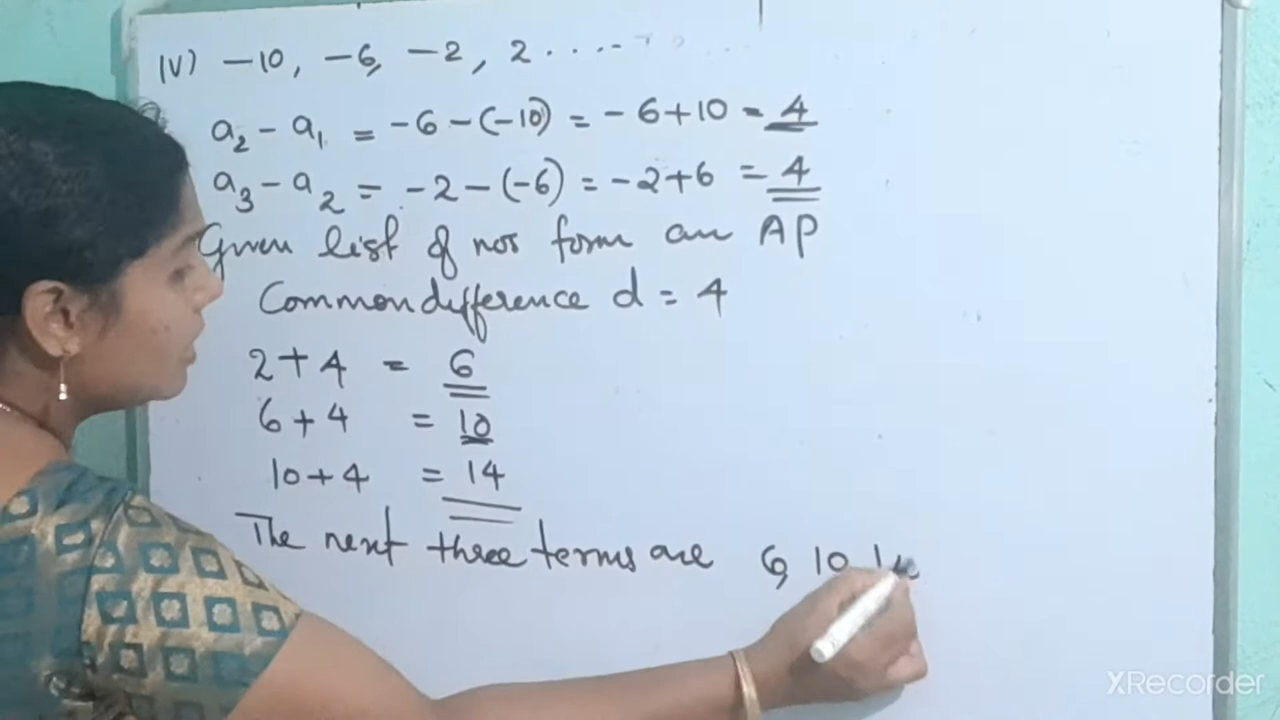 IV) -10, -6, -2, 2 ....
a₂ - a₁ = -6 - (-10) = -6+10 = 4
a₃ - a₂ = -2 - (-6) = -2+6 = 4
Given list of nos form an AP
Common difference d = 4
2+4 = 6
6+4 = 10
10+4 = 14
The next three terms are 6, 10, 14
XRecorder